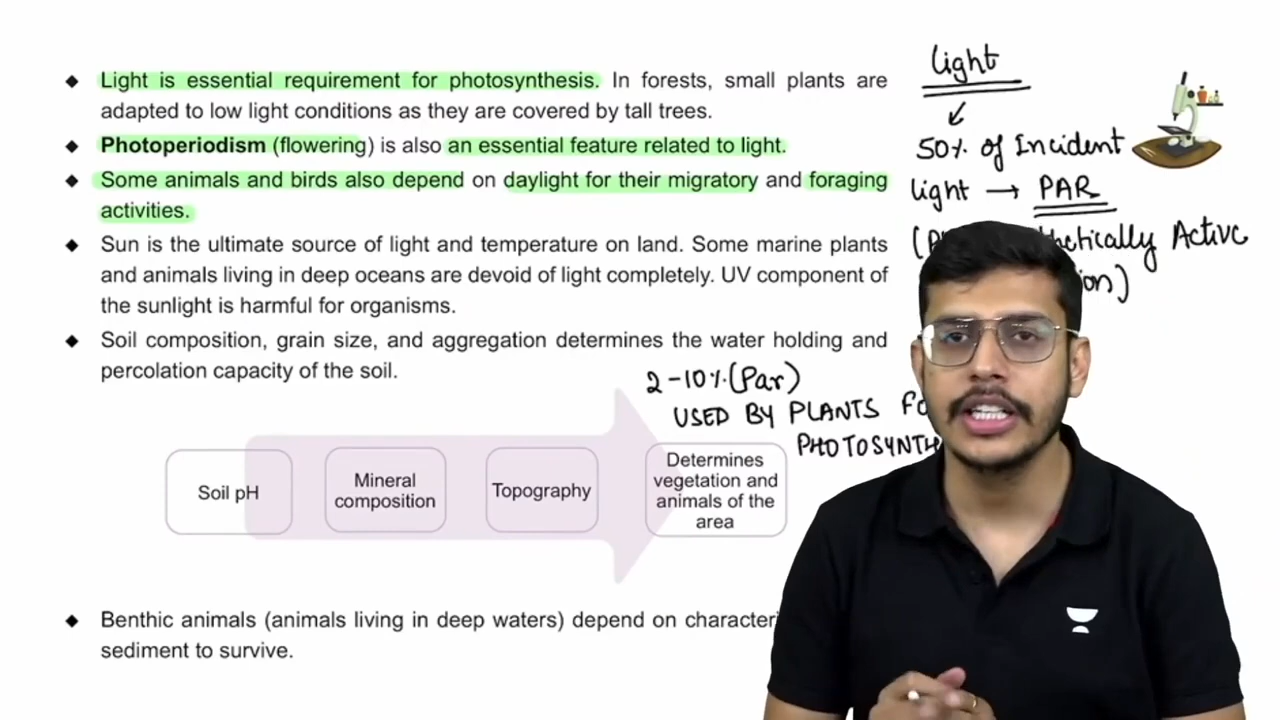 ◆ Light is essential requirement for photosynthesis. In forests, small plants are
adapted to low light conditions as they are covered by tall trees.
◆ Photoperiodism (flowering) is also an essential feature related to light.
◆ Some animals and birds also depend on daylight for their migratory and foraging
activities.
◆ Sun is the ultimate source of light and temperature on land. Some marine plants
and animals living in deep oceans are devoid of light completely. UV component of
the sunlight is harmful for organisms.
◆ Soil composition, grain size, and aggregation determines the water holding and
percolation capacity of the soil.
Soil pH
Mineral
composition
Topography
Determines
vegetation and
animals of the
area
◆ Benthic animals (animals living in deep waters) depend on
sediment to survive.
Light
↙
50% of Incident
light → PAR
Active
2-10% (Par)
USED BY PLANTS